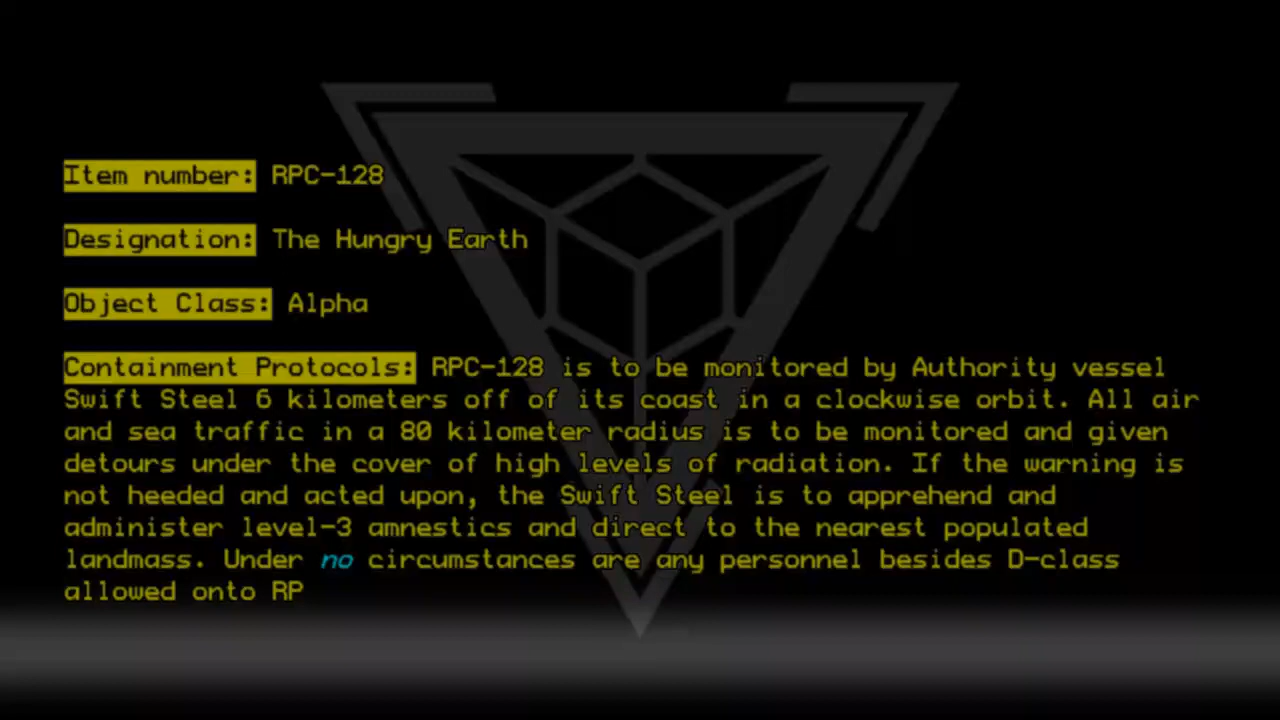 Item number: RPC-128
Designation: The Hungry Earth
Object Class: Alpha
Containment Protocols: RPC-128 is to be monitored by Authority vessel
Swift Steel 6 kilometers off of its coast in a clockwise orbit. All air
and sea traffic in a 80 kilometer radius is to be monitored and given
detours under the cover of high levels of radiation. If the warning is
not heeded and acted upon, the Swift Steel is to apprehend and
administer level-3 amnestics and direct to the nearest populated
landmass. Under no circumstances are any personnel besides D-class
allowed onto RP